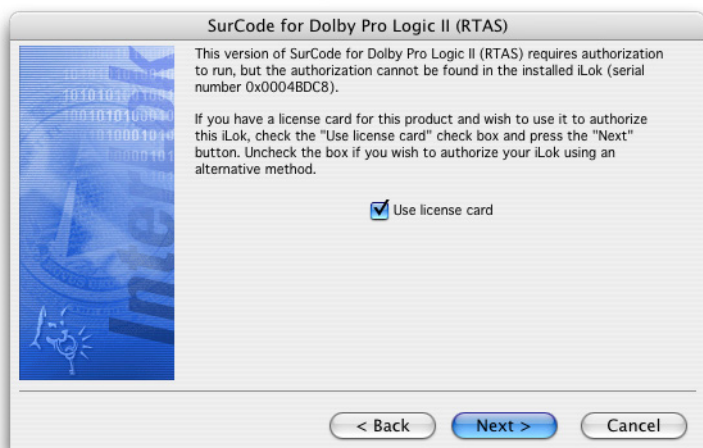 SurCode for Dolby Pro Logic II (RTAS)
This version of SurCode for Dolby Pro Logic II (RTAS) requires authorization
to run, but the authorization cannot be found in the installed iLok (serial
number 0x0004BDC8).
If you have a license card for this product and wish to use it to authorize
this iLok, check the "Use license card" check box and press the "Next"
button. Uncheck the box if you wish to authorize your iLok using an
alternative method.
Use license card
< Back
Next >
Cancel